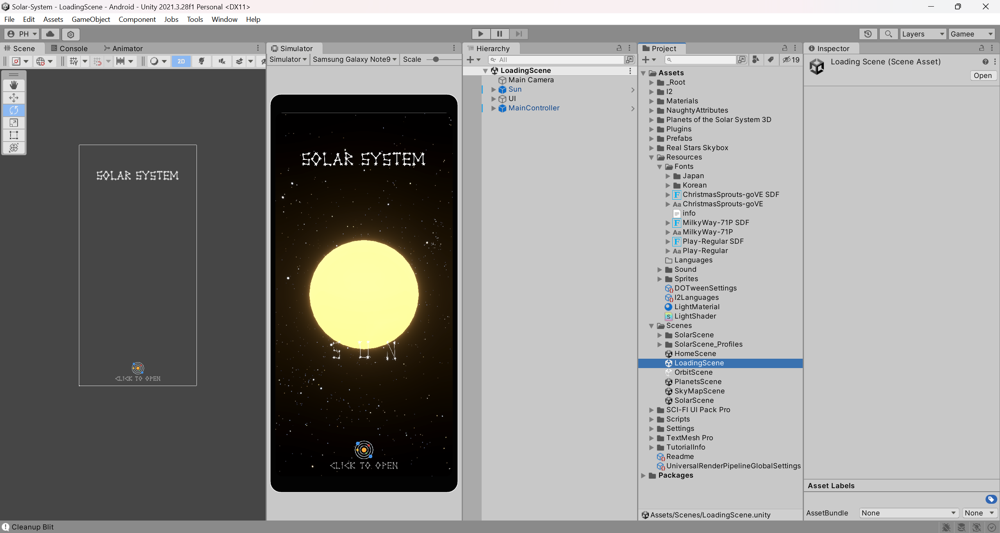 Solar-System - LoadingScene - Android - Unity 2021.3.28f1 Personal <DX11>
File Edit Assets GameObject Component Jobs Tools Window Help
PH
Layers
Gamee
Scene
Console
Animator
2D
SOLAR SYSTEM
CLICK TO OPEN
Simulator
Simulator
Samsung Galaxy Note9
Scale
SOLAR SYSTEM
SUN
CLICK TO OPEN
Hierarchy
All
LoadingScene
Main Camera
Sun
UI
MainController
Project
19
Assets
_Root
I2
Materials
NaughtyAttributes
Planets of the Solar System 3D
Plugins
Prefabs
Real Stars Skybox
Resources
Fonts
Japan
Korean
F ChristmasSprouts-goVE SDF
Aa ChristmasSprouts-goVE
info
F MilkyWay-71P SDF
Aa MilkyWay-71P
F Play-Regular SDF
Aa Play-Regular
Languages
Sound
Sprites
DOTweenSettings
I2Languages
LightMaterial
S LightShader
Scenes
SolarScene
SolarScene_Profiles
HomeScene
LoadingScene
OrbitScene
PlanetsScene
SkyMapScene
SolarScene
SCI-FI UI Pack Pro
Scripts
Settings
TextMesh Pro
TutorialInfo
Readme
UniversalRenderPipelineGlobalSettings
Packages
Assets/Scenes/LoadingScene.unity
Inspector
Loading Scene (Scene Asset)
Open
Asset Labels
AssetBundle
None
None
Cleanup Blit